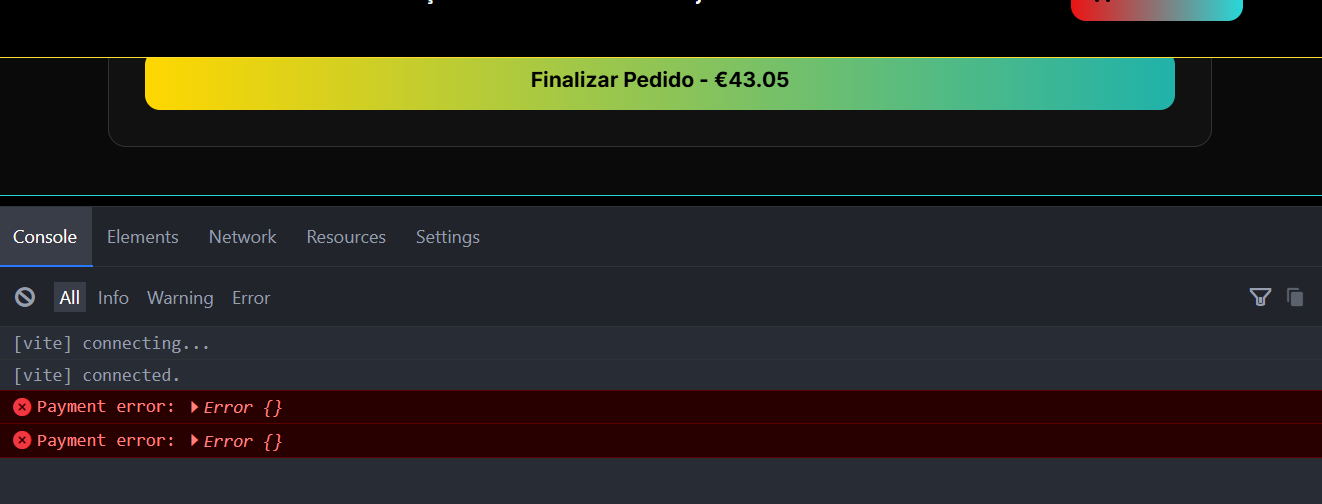 Finalizar Pedido - €43.05
Console Elements Network Resources Settings
All Info Warning Error
[vite] connecting...
[vite] connected.
Payment error: Error {}
Payment error: Error {}